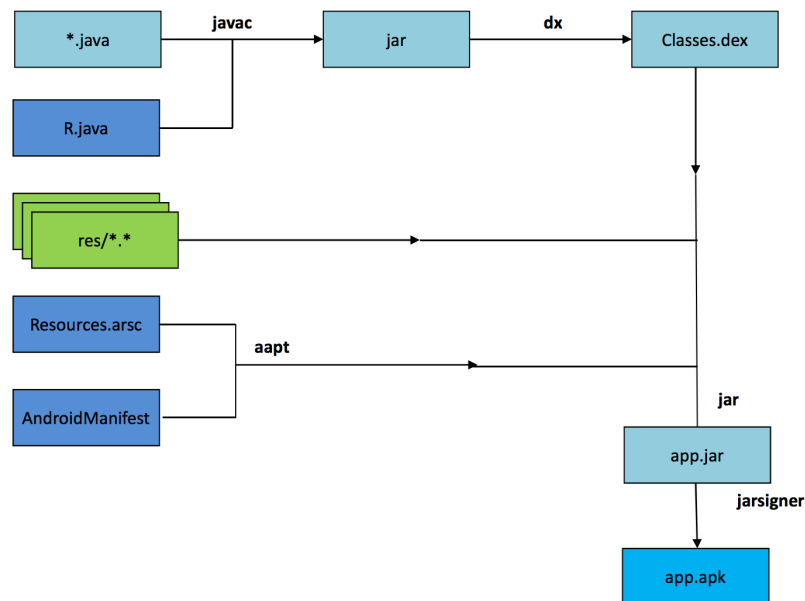 javac
dx
*.java
jar
Classes.dex
R.java
res/*.*
Resources.arsc
aapt
AndroidManifest
jar
app.jar
jarsigner
app.apk